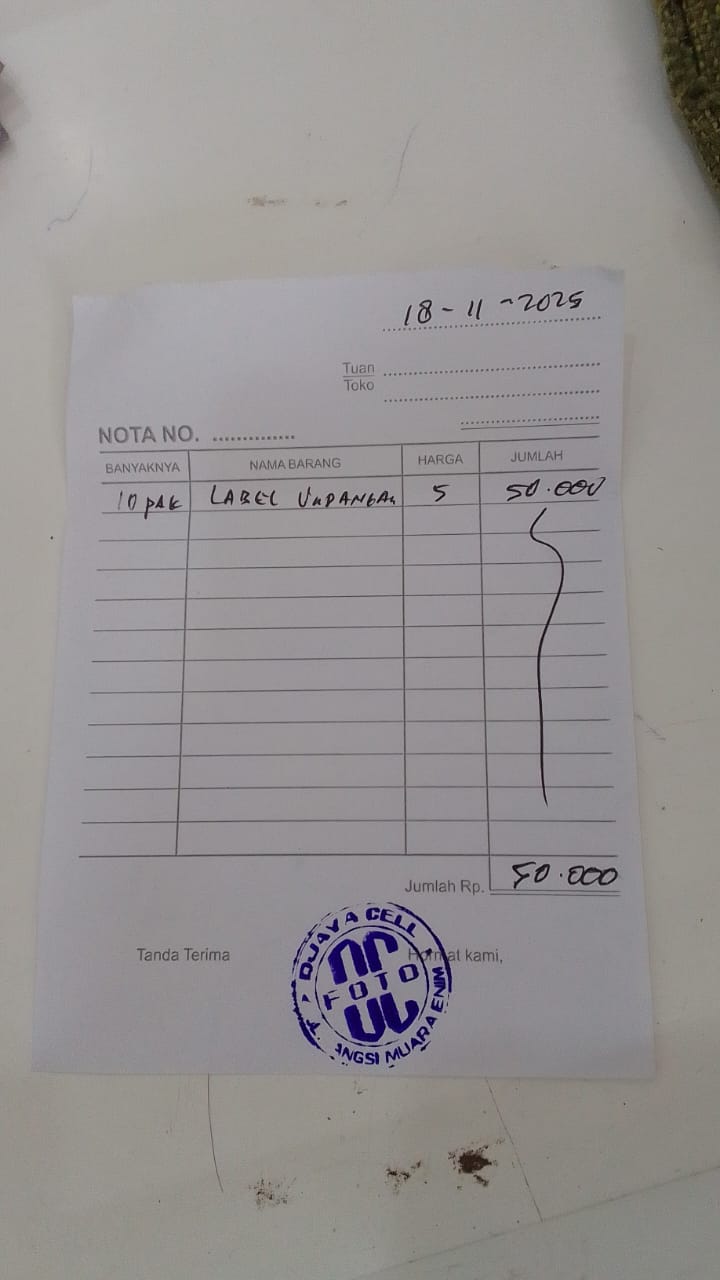 18-11-2025
Tuan
Toko
NOTA NO. ..............
BANYAKNYA NAMA BARANG HARGA JUMLAH
10 PAK LABEL UNDANGAN 5 50.000
Jumlah Rp. 50.000
Tanda Terima Hormat kami,
DJAYA CELL
FOTO
ANGSI MUARA ENIM